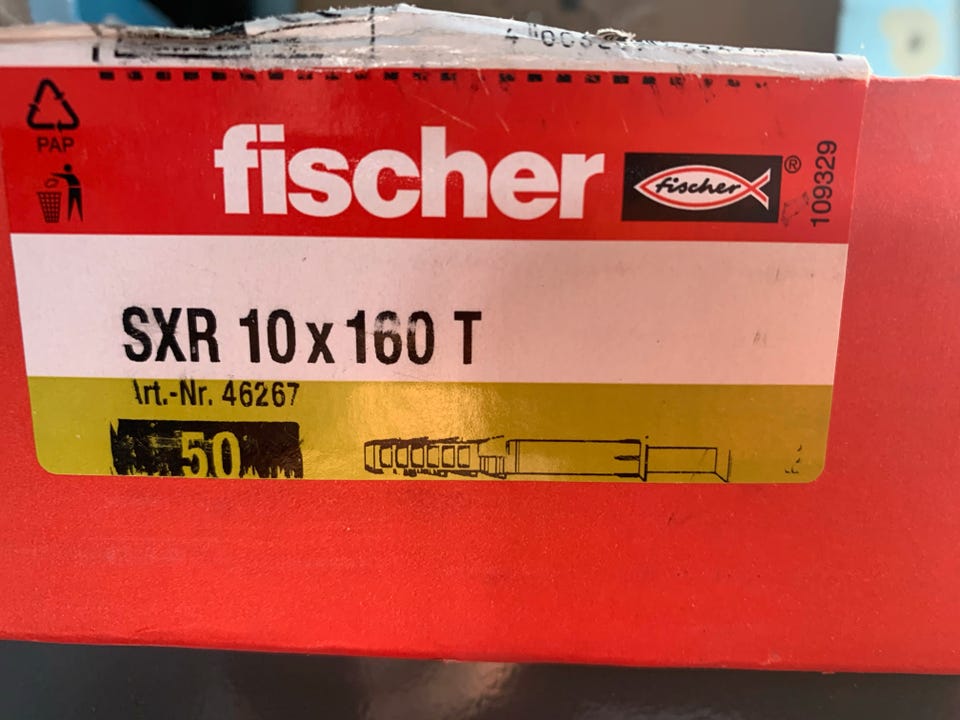 PAP
fischer
fischer®
109329
SXR 10 x 160 T
Art.-Nr. 46267
50